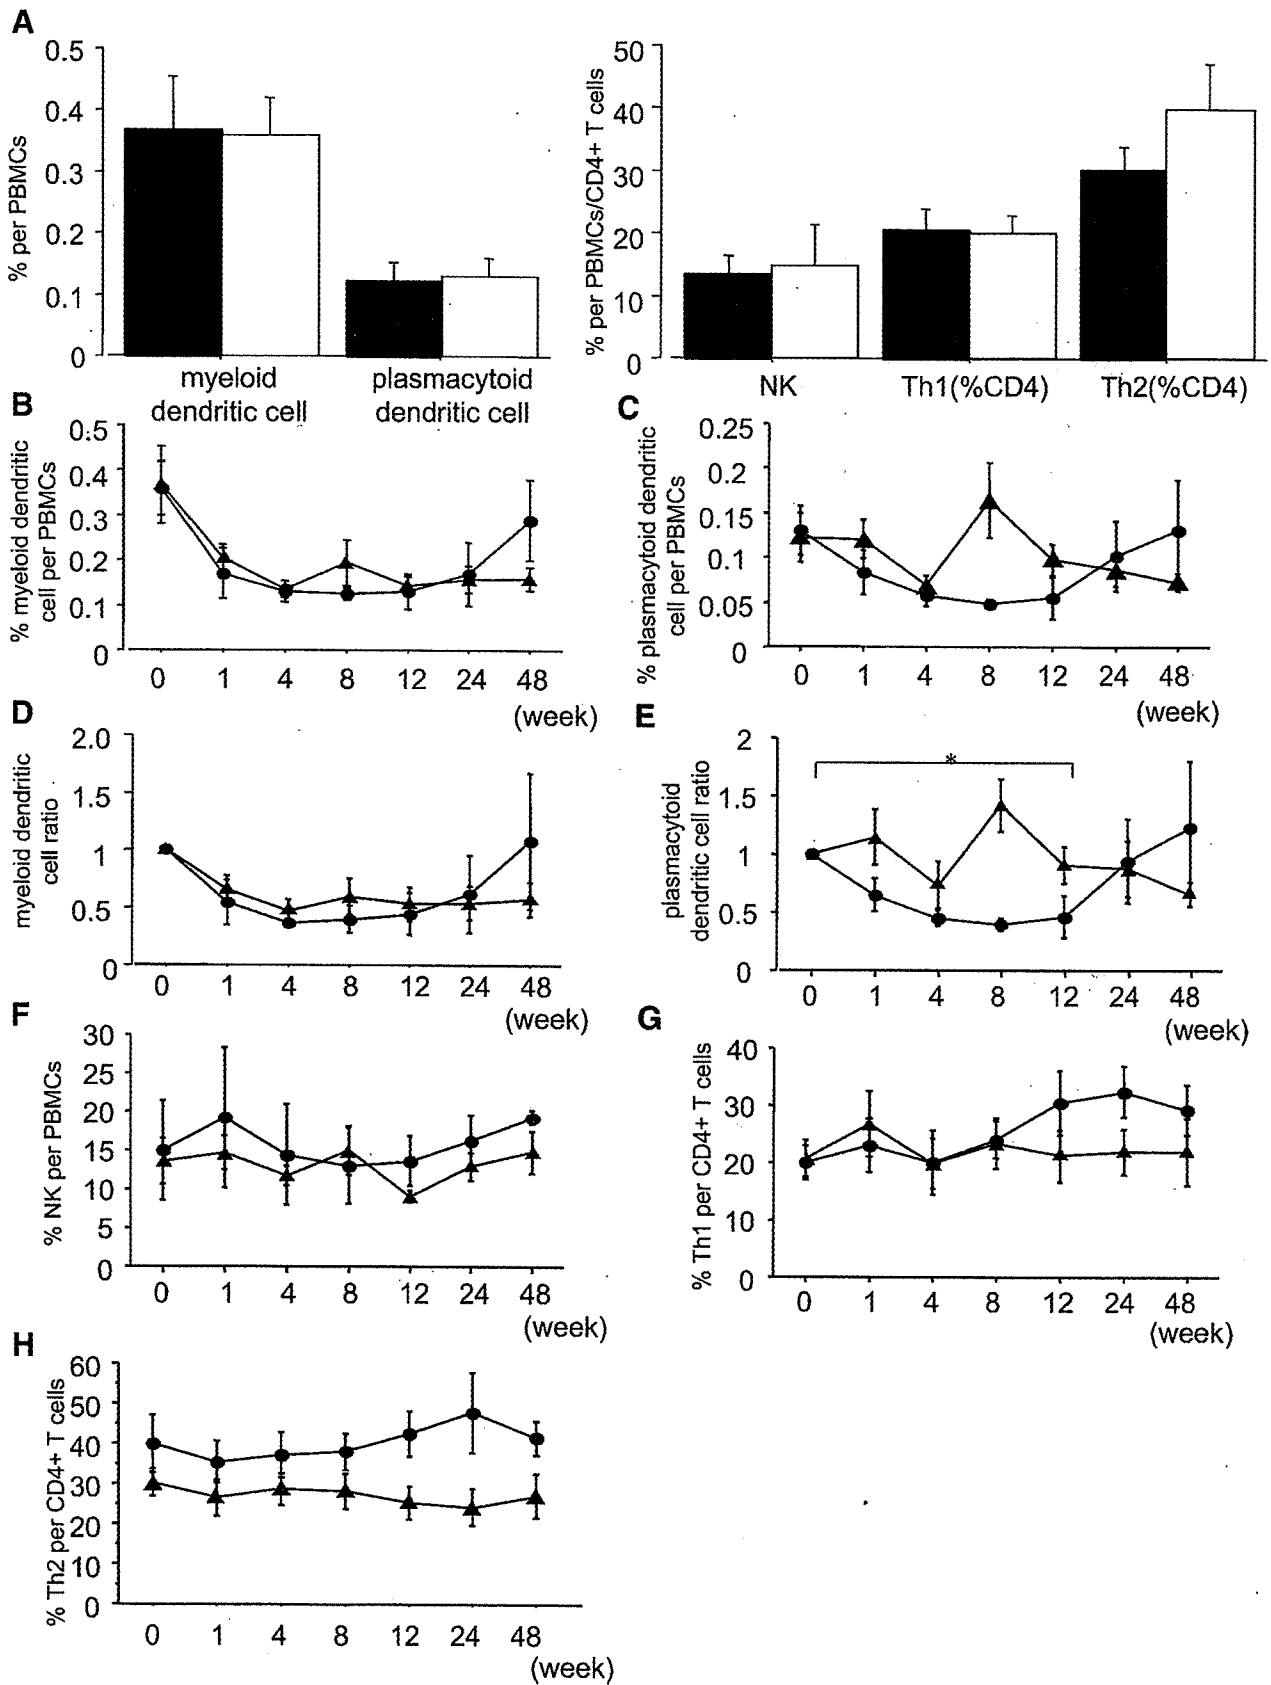 A
0.5
0.4
0.3
0.2
0.1
0
% per PBMCs
myeloid
dendritic cell
plasmacytoid
dendritic cell
50
40
30
20
10
0
% per PBMCs/CD4+ T cells
NK
Th1(%CD4)
Th2(%CD4)
B
0.5
0.4
0.3
0.2
0.1
0
% myeloid dendritic
cell per PBMCs
0 1 4 8 12 24 48
(week)
C
0.25
0.2
0.15
0.1
0.05
0
% plasmacytoid dendritic
cell per PBMCs
0 1 4 8 12 24 48
(week)
D
2.0
1.5
1
0.5
0
myeloid dendritic
cell ratio
0 1 4 8 12 24 48
(week)
E
2
1.5
1
0.5
0
plasmacytoid
dendritic cell ratio
*
0 1 4 8 12 24 48
(week)
F
30
25
20
15
10
5
0
% NK per PBMCs
0 1 4 8 12 24 48
(week)
G
40
30
20
10
0
% Th1 per CD4+ T cells
0 1 4 8 12 24 48
(week)
H
60
50
40
30
20
10
0
% Th2 per CD4+ T cells
0 1 4 8 12 24 48
(week)